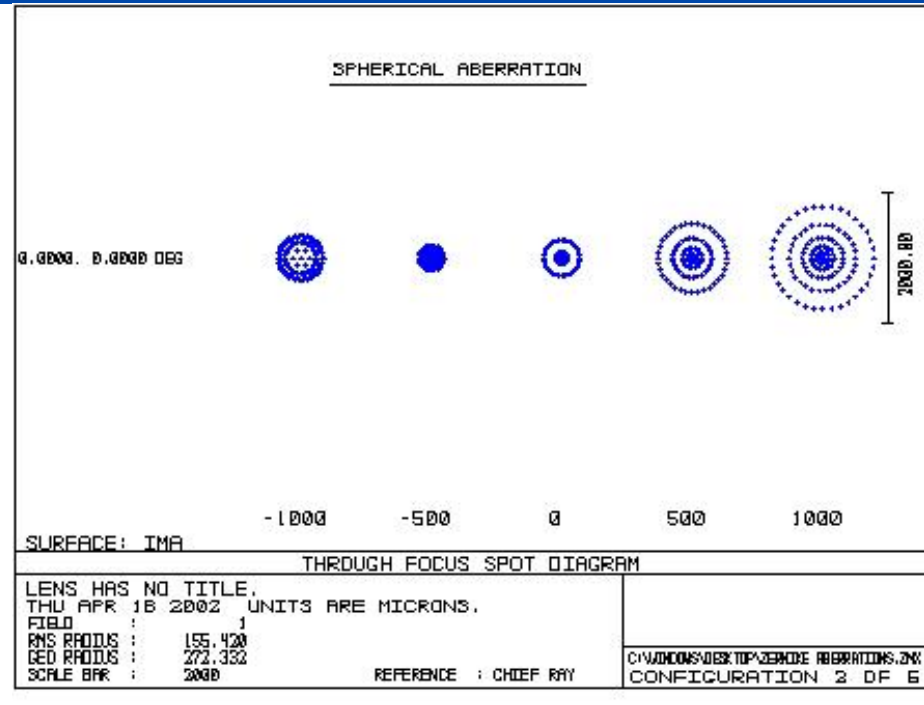 SPHERICAL ABERRATION
0.0000, 0.0000 DEG
2000.00
-1000 -500 0 500 1000
SURFACE: IMA
THROUGH FOCUS SPOT DIAGRAM
LENS HAS NO TITLE.
THU APR 18 2002 UNITS ARE MICRONS.
FIELD : 1
RMS RADIUS : 155.420
GEO RADIUS : 272.332
SCALE BAR : 2000 REFERENCE : CHIEF RAY
C:\WINDOWS\DESKTOP\ZERNIKE ABERRATIONS.ZMX
CONFIGURATION 2 OF 6